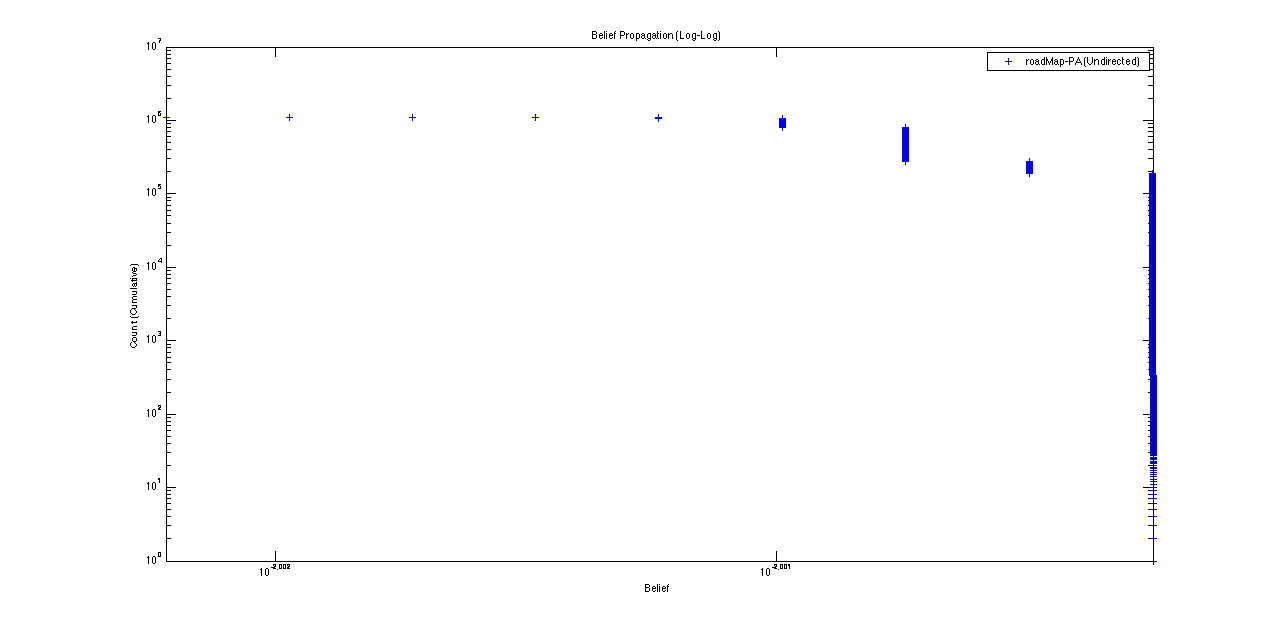 Belief Propagation (Log-Log)
roadMap-PA(Undirected)
10^7
10^6
10^5
10^4
10^3
10^2
10^1
10^0
Count (Cumulative)
10^-2.002
10^-2.001
Belief